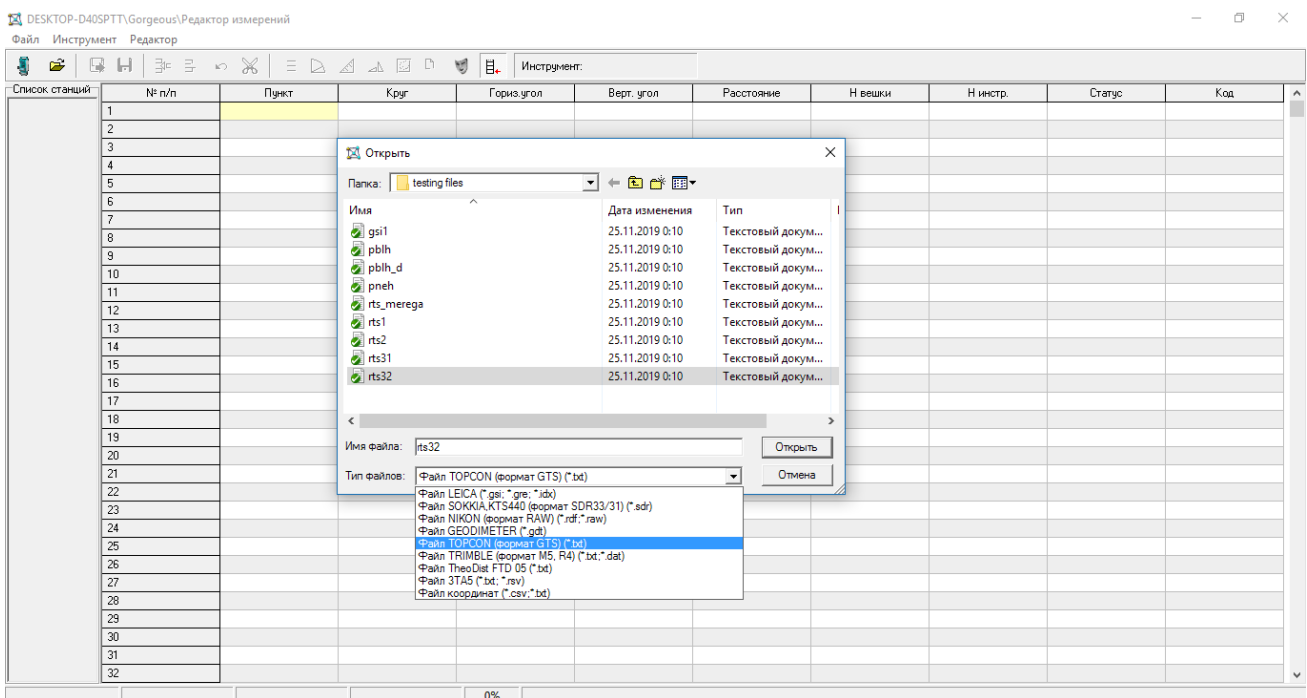 DESKTOP-D40SPTT\Gorgeous\Редактор измерений
Файл Инструмент Редактор
Инструмент:
Список станций
№ п/п Пункт Круг Гориз.угол Верт. угол Расстояние Н вешки Н инстр. Статус Код
1
2
3
4
5
6
7
8
9
10
11
12
13
14
15
16
17
18
19
20
21
22
23
24
25
26
27
28
29
30
31
32
Открыть
Папка: testing files
Имя Дата изменения Тип
gsi1 25.11.2019 0:10 Текстовый докум...
pblh 25.11.2019 0:10 Текстовый докум...
pblh_d 25.11.2019 0:10 Текстовый докум...
pneh 25.11.2019 0:10 Текстовый докум...
rts_merega 25.11.2019 0:10 Текстовый докум...
rts1 25.11.2019 0:10 Текстовый докум...
rts2 25.11.2019 0:10 Текстовый докум...
rts31 25.11.2019 0:10 Текстовый докум...
rts32 25.11.2019 0:10 Текстовый докум...
Имя файла: rts32 Открыть
Тип файлов: Файл TOPCON (формат GTS) (*.txt) Отмена
Файл LEICA (*.gsi; *.gre; *.idx)
Файл SOKKIA,KTS440 (формат SDR33/31) (*.sdr)
Файл NIKON (формат RAW) (*.rdf;*.raw)
Файл GEODIMETER (*.gdt)
Файл TOPCON (формат GTS) (*.txt)
Файл TRIMBLE (формат M5, R4) (*.txt;*.dat)
Файл TheoDist FTD 05 (*.txt)
Файл 3TA5 (*.txt; *.rsv)
Файл координат (*.csv;*.txt)
0%